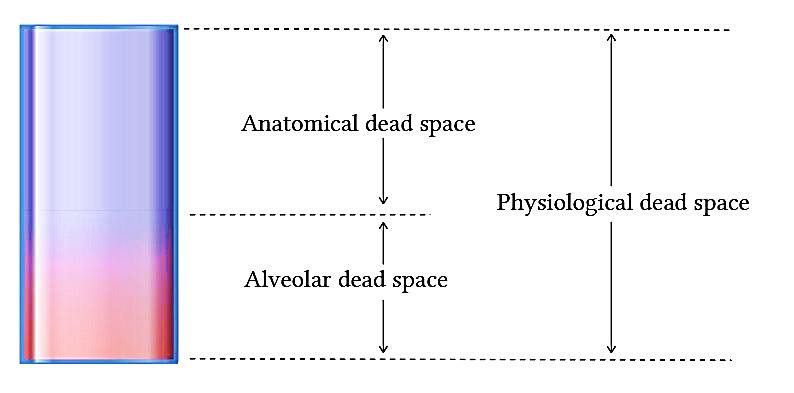 Anatomical dead space
Physiological dead space
Alveolar dead space